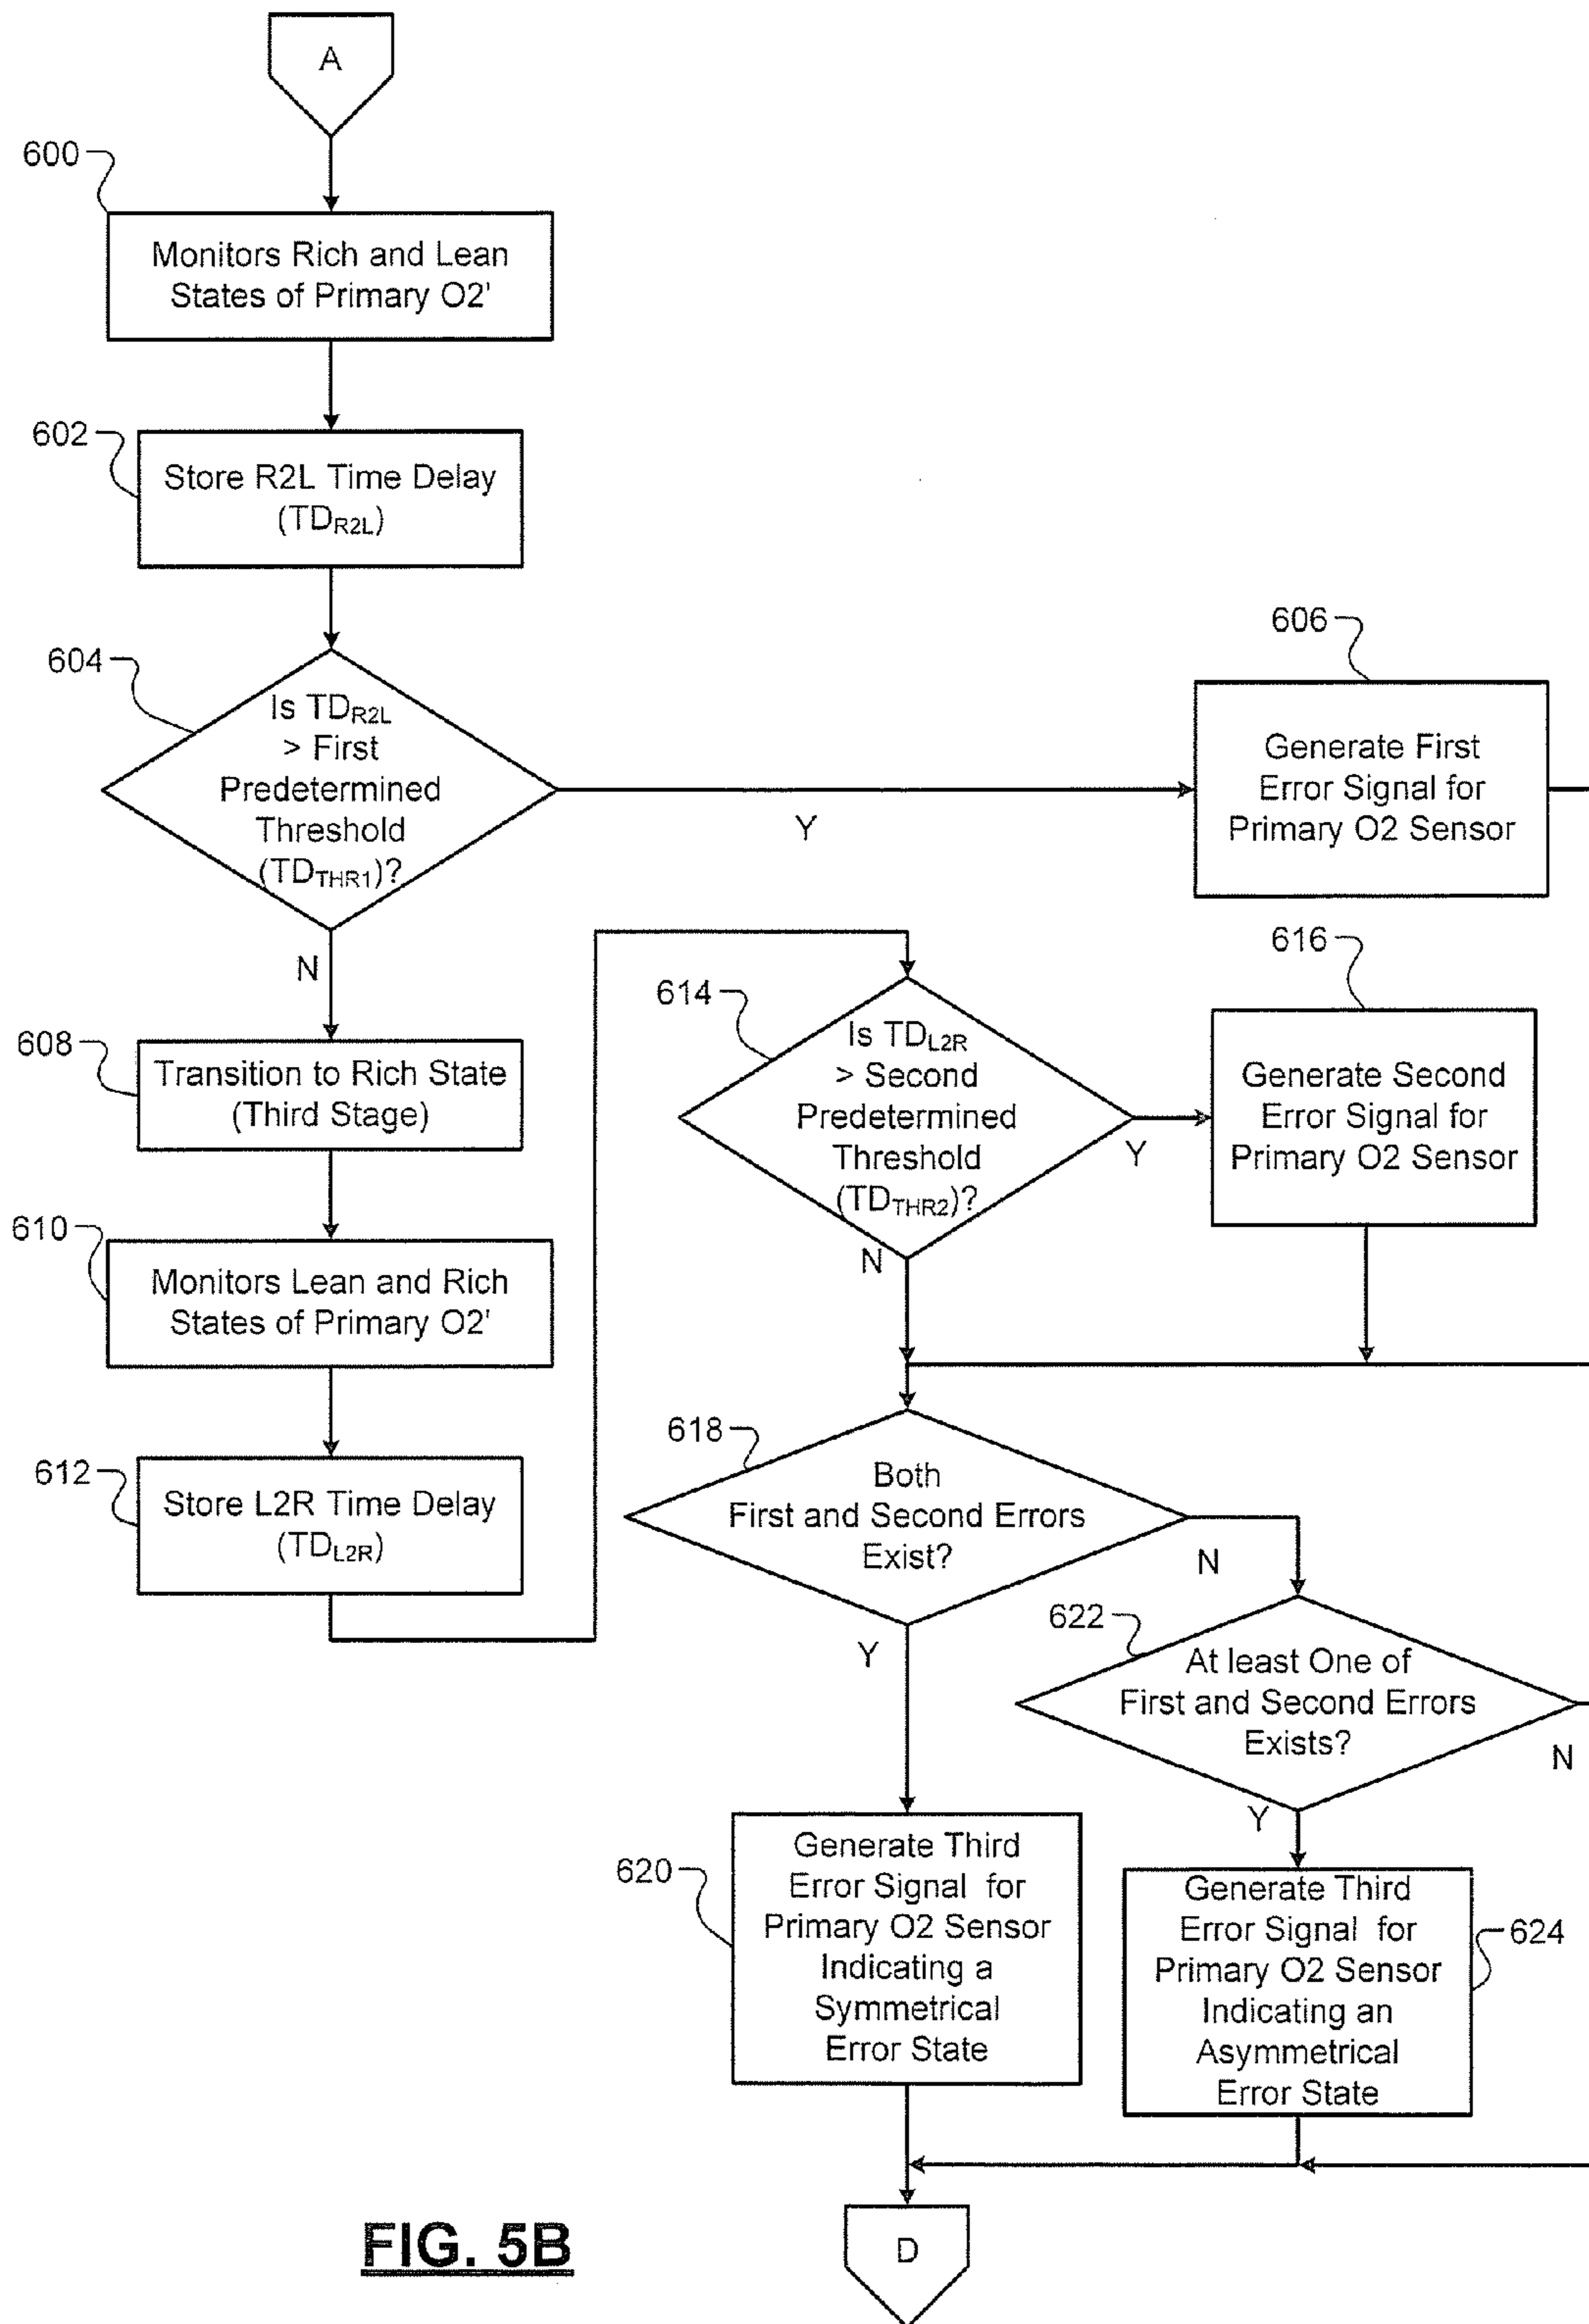 A
600
Monitors Rich and Lean
States of Primary O2'
602
Store R2L Time Delay
(TDR2L)
604
Is TDR2L
> First
Predetermined
Threshold
(TDTHR1)?
Y
N
606
Generate First
Error Signal for
Primary O2 Sensor
608
Transition to Rich State
(Third Stage)
610
Monitors Lean and Rich
States of Primary O2'
612
Store L2R Time Delay
(TDL2R)
614
Is TDL2R
> Second
Predetermined
Threshold
(TDTHR2)?
Y
N
616
Generate Second
Error Signal for
Primary O2 Sensor
618
Both
First and Second Errors
Exist?
N
Y
622
At least One of
First and Second Errors
Exists?
N
Y
620
Generate Third
Error Signal for
Primary O2 Sensor
Indicating a
Symmetrical
Error State
624
Generate Third
Error Signal for
Primary O2 Sensor
Indicating an
Asymmetrical
Error State
D
FIG. 5B